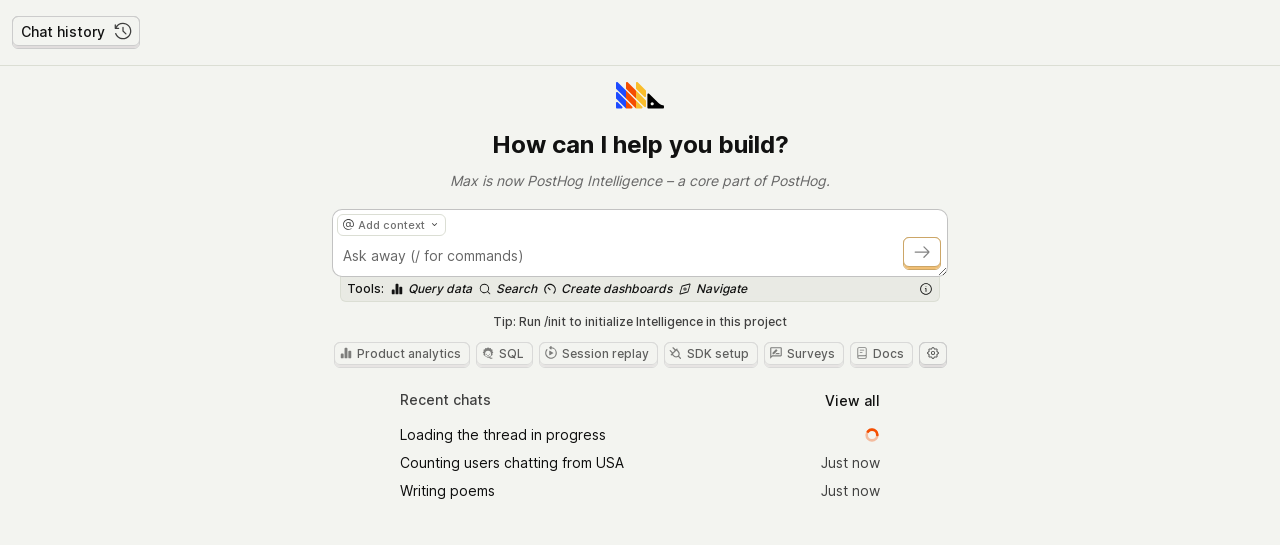 Chat history
How can I help you build?
Max is now PostHog Intelligence – a core part of PostHog.
@ Add context
Ask away (/ for commands)
Tools: Query data Search Create dashboards Navigate
Tip: Run /init to initialize Intelligence in this project
Product analytics SQL Session replay SDK setup Surveys Docs
Recent chats View all
Loading the thread in progress
Counting users chatting from USA Just now
Writing poems Just now